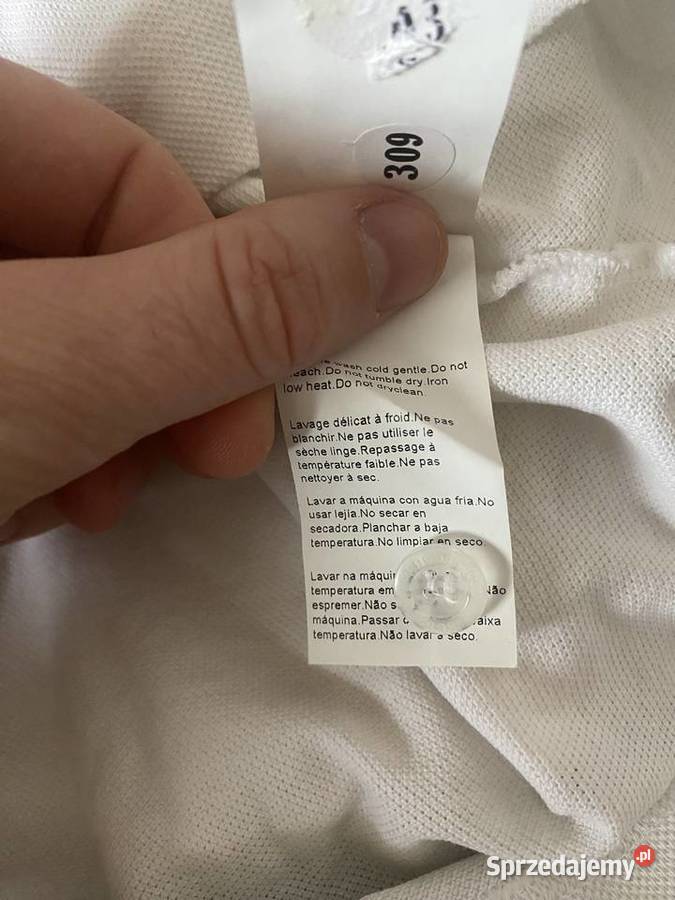 309
wash cold gentle.Do not
Do not tumble dry.Iron
low heat.Do not dryclean.
Lavage délicat à froid.Ne pas
blanchir.Ne pas utiliser le
sèche linge.Repassage à
température faible.Ne pas
nettoyer à sec.
Lavar a máquina con agua fria.No
usar lejía.No secar en
secadora.Planchar a baja
temperatura.No limpiar en seco.
Lavar na
temperatura em Não
espremer.Não
máquina.Passar
temperatura.Não lavar a seco.
Sprzedajemy.pl